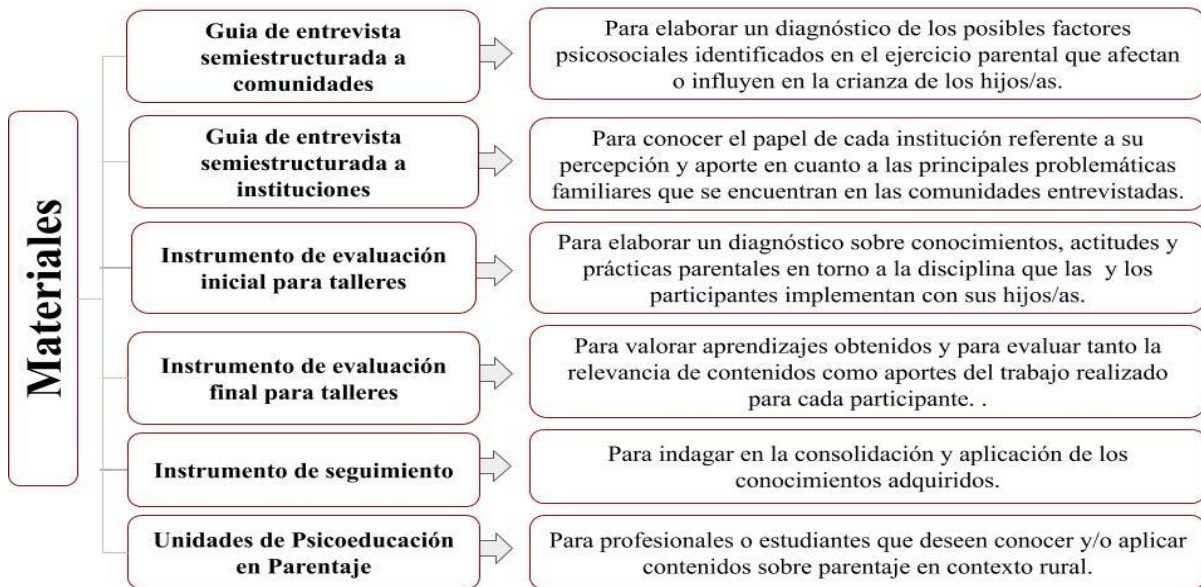 Materiales
Guia de entrevista
semiestructurada a
comunidades
Para elaborar un diagnóstico de los posibles factores
psicosociales identificados en el ejercicio parental que afectan
o influyen en la crianza de los hijos/as.
Guia de entrevista
semiestructurada a
instituciones
Para conocer el papel de cada institución referente a su
percepción y aporte en cuanto a las principales problemáticas
familiares que se encuentran en las comunidades entrevistadas.
Instrumento de evaluación
inicial para talleres
Para elaborar un diagnóstico sobre conocimientos, actitudes y
prácticas parentales en torno a la disciplina que las y los
participantes implementan con sus hijos/as.
Instrumento de evaluación
final para talleres
Para valorar aprendizajes obtenidos y para evaluar tanto la
relevancia de contenidos como aportes del trabajo realizado
para cada participante. .
Instrumento de seguimiento
Para indagar en la consolidación y aplicación de los
conocimientos adquiridos.
Unidades de Psicoeducación
en Parentaje
Para profesionales o estudiantes que deseen conocer y/o aplicar
contenidos sobre parentaje en contexto rural.